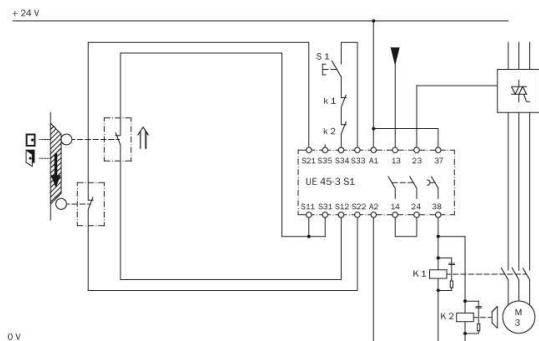 + 24 V
S 1
k 1
k 2
S21 S35 S34 S33 A1 13 23 37
UE 45-3 S1
S11 S31 S12 S22 A2 14 24 38
K 1
K 2
M
3
0 V